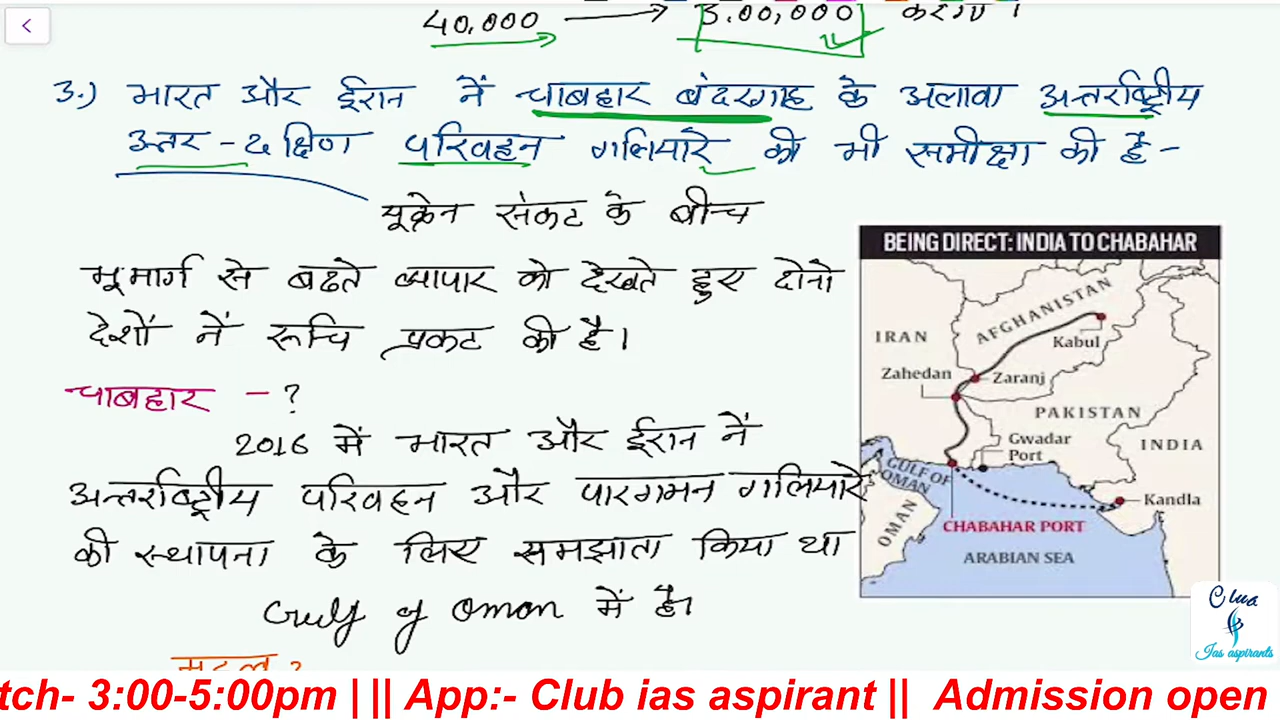 40,000 → 3,00,000 करेगा।
3.) भारत और ईरान ने चाबहार बंदरगाह के अलावा अन्तर्राष्ट्रीय
उत्तर-दक्षिण परिवहन गलियारे की भी समीक्षा की है -
यूक्रेन संकट के बीच
भूमार्ग से बढते व्यापार को देखते हुए दोनो
देशों ने रूचि प्रकट की है।
चाबहार - ?
2016 में भारत और ईरान ने
अन्तर्राष्ट्रीय परिवहन और पारगमन गलियारे
की स्थापना के लिए समझाता किया था
Gulf of Oman में है।
BEING DIRECT: INDIA TO CHABAHAR
AFGHANISTAN
IRAN
Kabul
Zahedan
Zaranj
PAKISTAN
Gwadar
Port
INDIA
GULF OF
OMAN
Kandla
OMAN
CHABAHAR PORT
ARABIAN SEA
Club
Ias aspirants
tch- 3:00-5:00pm | || App:- Club ias aspirant || Admission open